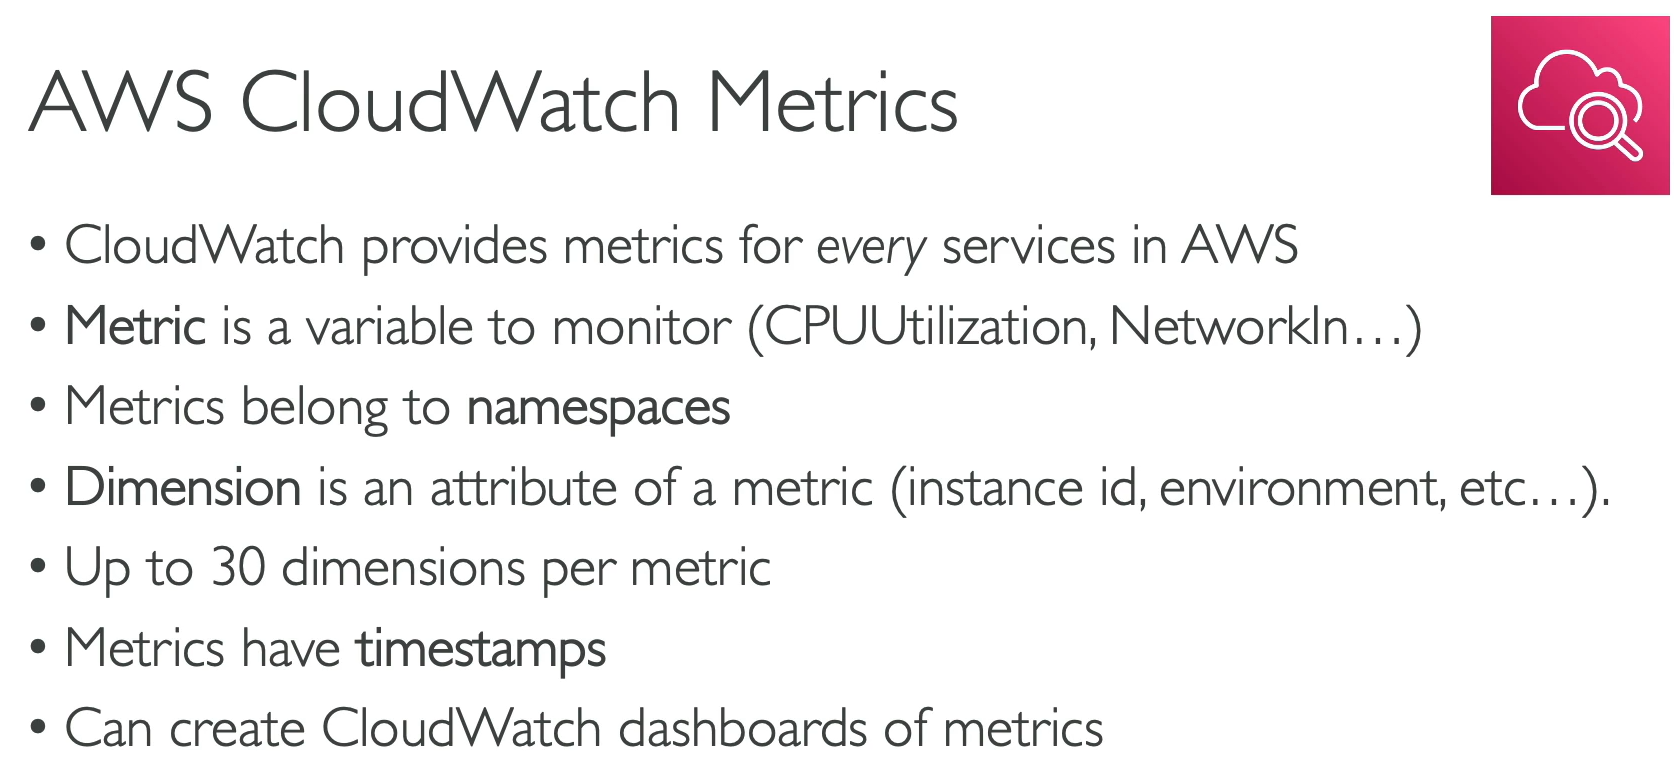 AWS CloudWatch Metrics
• CloudWatch provides metrics for every services in AWS
• Metric is a variable to monitor (CPUUtilization, NetworkIn…)
• Metrics belong to namespaces
• Dimension is an attribute of a metric (instance id, environment, etc…).
• Up to 30 dimensions per metric
• Metrics have timestamps
• Can create CloudWatch dashboards of metrics